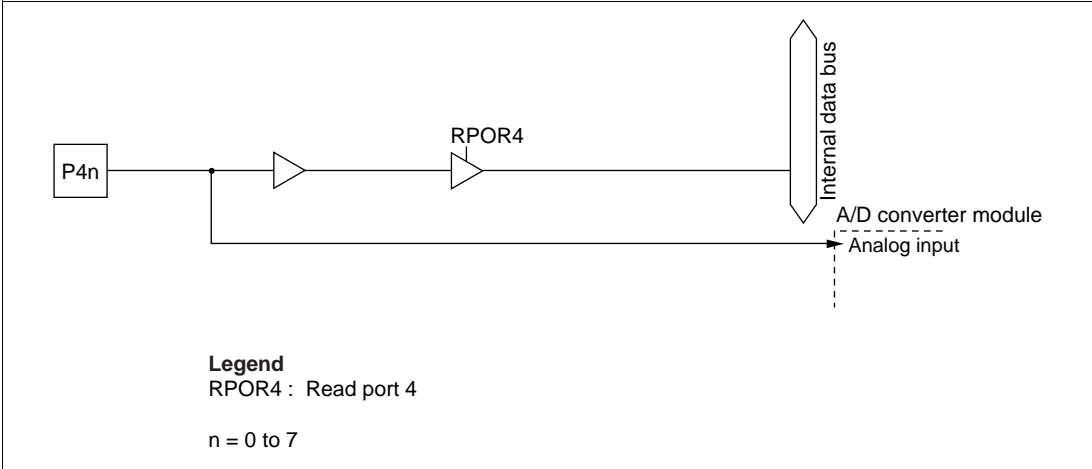 RPOR4
P4n
Internal data bus
A/D converter module
Analog input
Legend
RPOR4 : Read port 4
n = 0 to 7